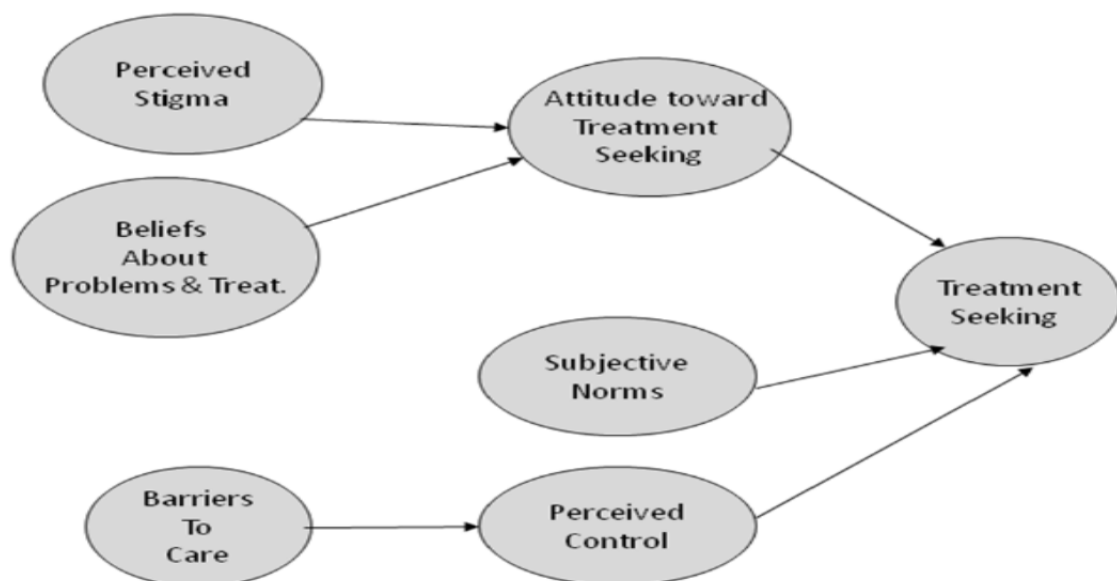 Perceived
Stigma
Attitude toward
Treatment
Seeking
Beliefs
About
Problems & Treat.
Treatment
Seeking
Subjective
Norms
Barriers
To
Care
Perceived
Control